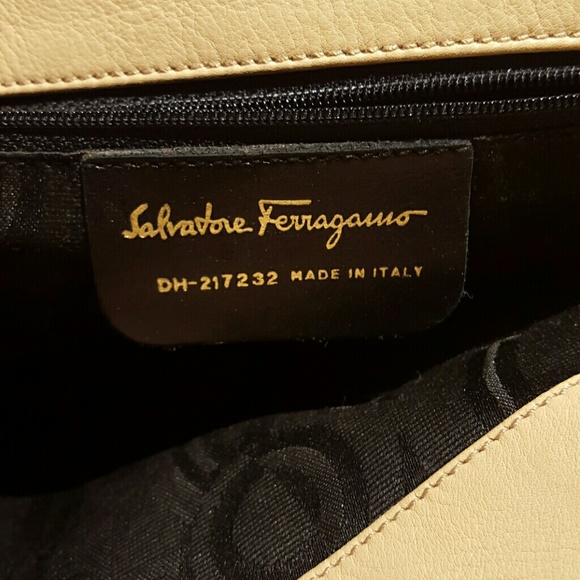 Salvatore Ferragamo
DH-217232 MADE IN ITALY